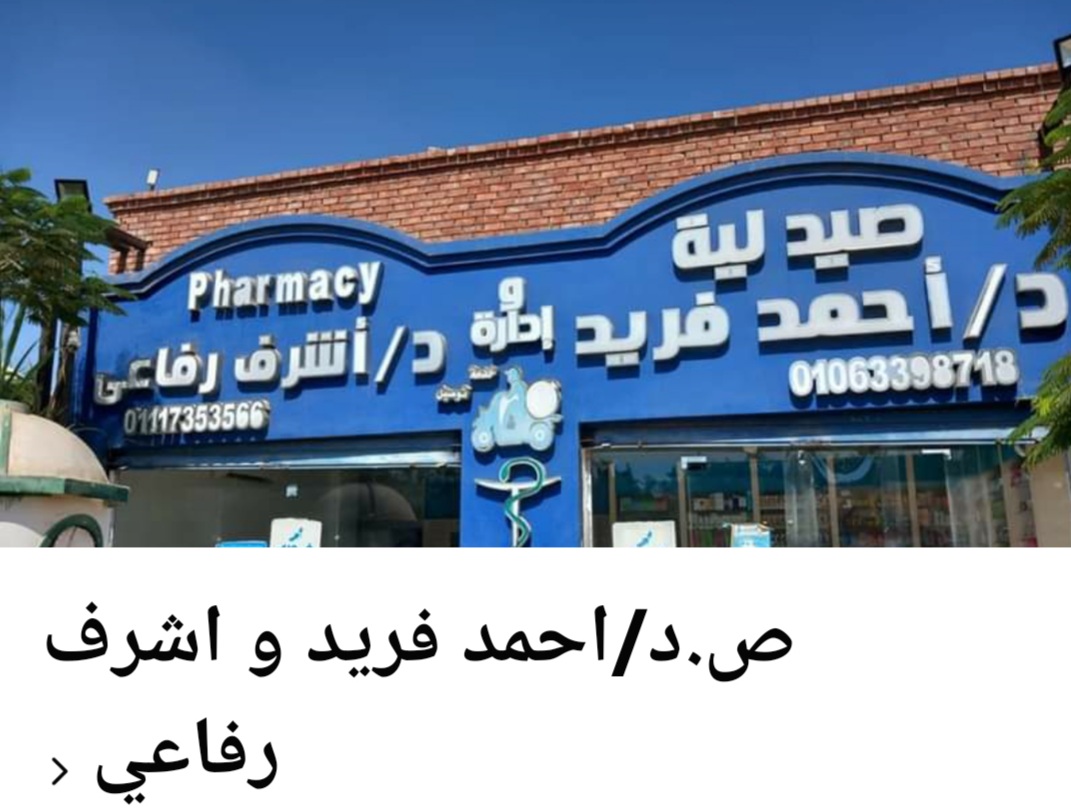 صيدلية
د/أحمد فريد
01063398718
و
إدارة
Pharmacy
د/أشرف رفاعى
01117353566
خدمة
توصيل
ص.د/احمد فريد و اشرف
رفاعي